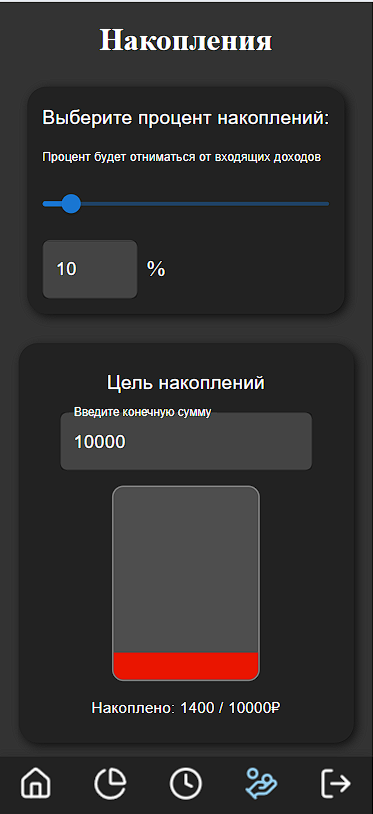 Накопления
Выберите процент накоплений:
Процент будет отниматься от входящих доходов
10 %
Цель накоплений
Введите конечную сумму
10000
Накоплено: 1400 / 10000₽